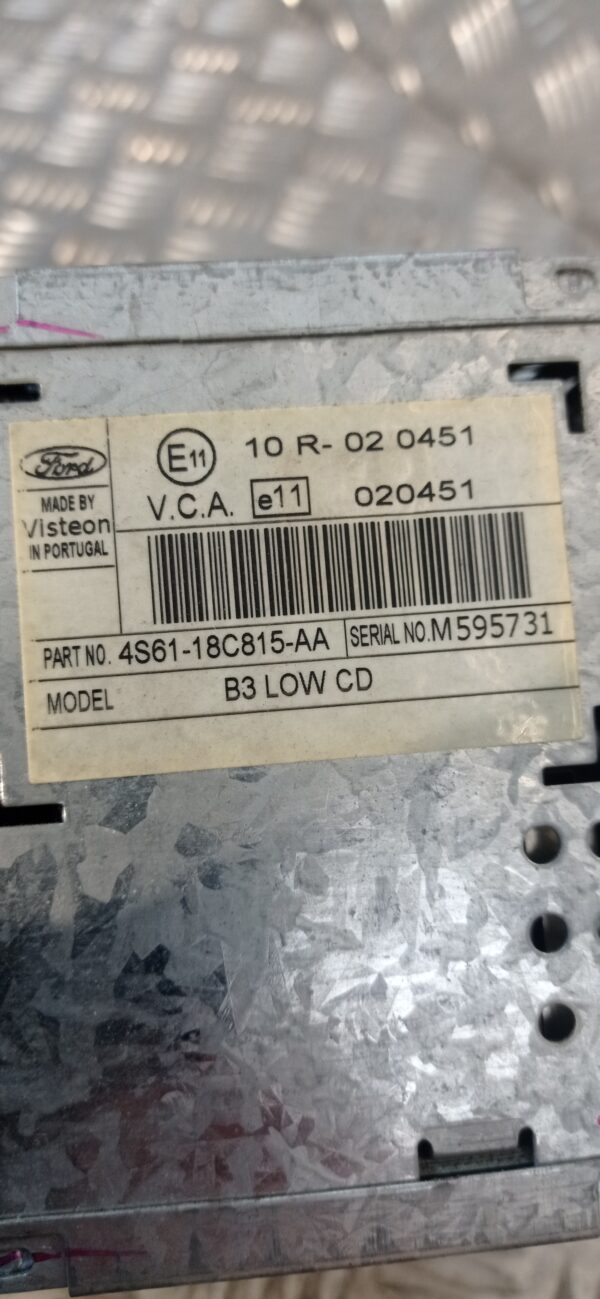 Ford
MADE BY
Visteon
IN PORTUGAL
E11 10 R- 02 0451
V.C.A. e11 020451
PART NO. 4S61-18C815-AA SERIAL NO. M595731
MODEL B3 LOW CD